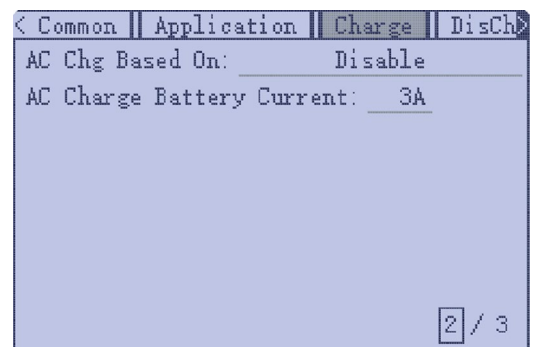 < Common || Application || Charge || DisCh>
AC Chg Based On: Disable
AC Charge Battery Current: 3A
2 / 3